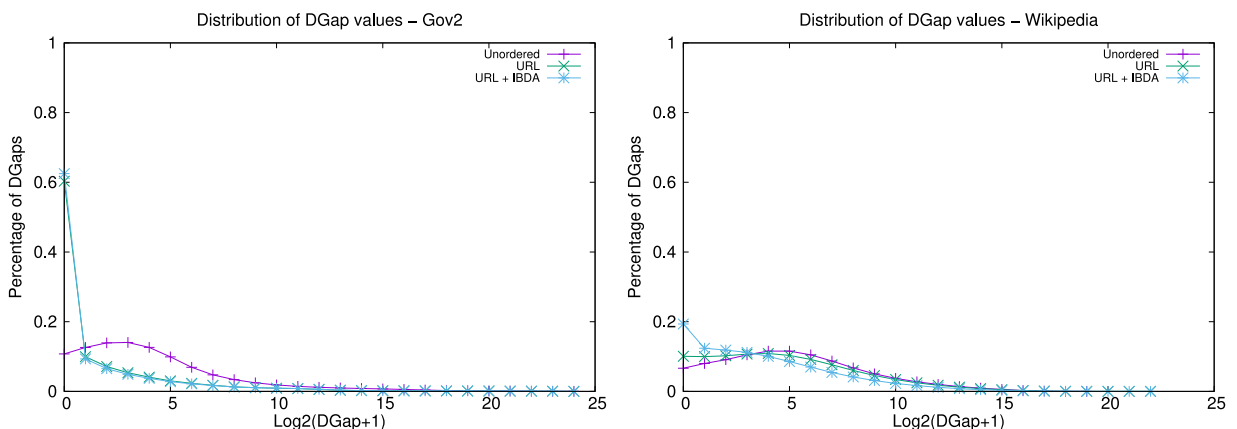 Distribution of DGap values – Gov2
1
0.8
0.6
0.4
0.2
0
Percentage of DGaps
Unordered
URL
URL + IBDA
0 5 10 15 20 25
Log2(DGap+1)
Distribution of DGap values – Wikipedia
1
0.8
0.6
0.4
0.2
0
Percentage of DGaps
Unordered
URL
URL + IBDA
0 5 10 15 20 25
Log2(DGap+1)